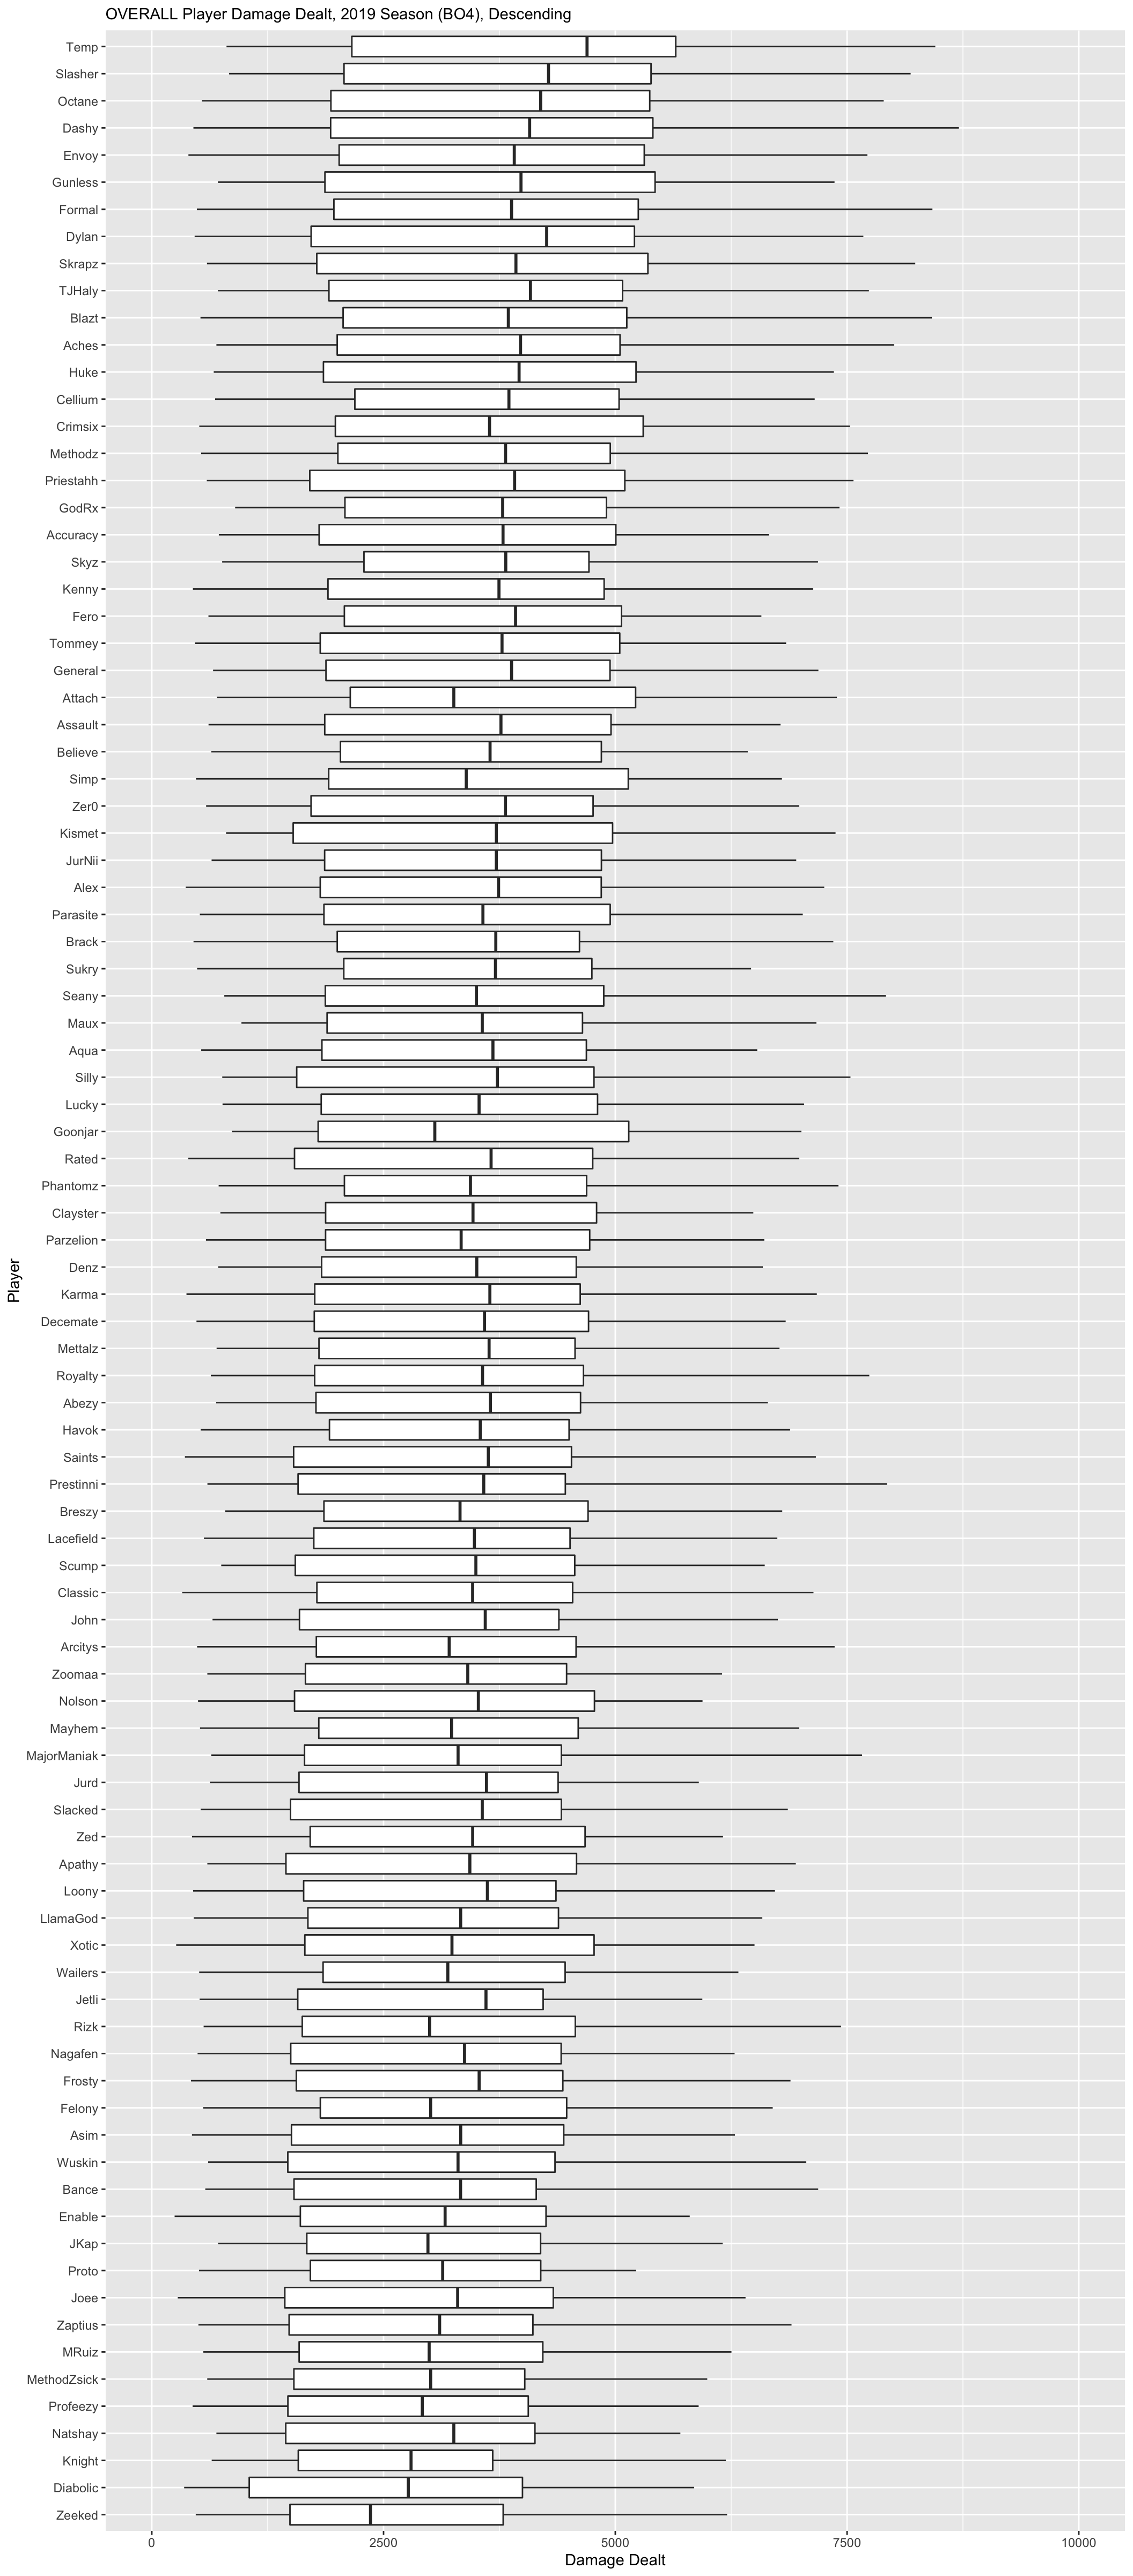 OVERALL Player Damage Dealt, 2019 Season (BO4), Descending
Temp
Slasher
Octane
Dashy
Envoy
Gunless
Formal
Dylan
Skrapz
TJHaly
Blazt
Aches
Huke
Cellium
Crimsix
Methodz
Priestahh
GodRx
Accuracy
Skyz
Kenny
Fero
Tommey
General
Attach
Assault
Believe
Simp
Zer0
Kismet
JurNii
Alex
Parasite
Brack
Sukry
Seany
Maux
Aqua
Silly
Lucky
Goonjar
Rated
Phantomz
Clayster
Parzelion
Denz
Karma
Decemate
Mettalz
Royalty
Abezy
Havok
Saints
Prestinni
Breszy
Lacefield
Scump
Classic
John
Arcitys
Zoomaa
Nolson
Mayhem
MajorManiak
Jurd
Slacked
Zed
Apathy
Loony
LlamaGod
Xotic
Wailers
Jetli
Rizk
Nagafen
Frosty
Felony
Asim
Wuskin
Bance
Enable
JKap
Proto
Joee
Zaptius
MRuiz
MethodZsick
Profeezy
Natshay
Knight
Diabolic
Zeeked
Player
0 2500 5000 7500 10000
Damage Dealt